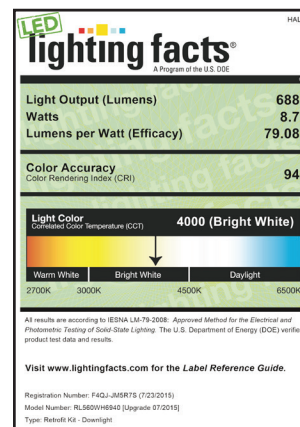 LED
HAL
lighting facts®
A Program of the U.S. DOE
Light Output (Lumens) 688
Watts 8.7
Lumens per Watt (Efficacy) 79.08
Color Accuracy
Color Rendering Index (CRI) 94
Light Color
Correlated Color Temperature (CCT) 4000 (Bright White)
Warm White Bright White Daylight
2700K 3000K 4500K 6500K
All results are according to IESNA LM-79-2008: Approved Method for the Electrical and
Photometric Testing of Solid-State Lighting. The U.S. Department of Energy (DOE) verifie
product test data and results.
Visit www.lightingfacts.com for the Label Reference Guide.
Registration Number: F4QJ-JM5R7S (7/23/2015)
Model Number: RL560WH6940 [Upgrade 07/2015]
Type: Retrofit Kit - Downlight